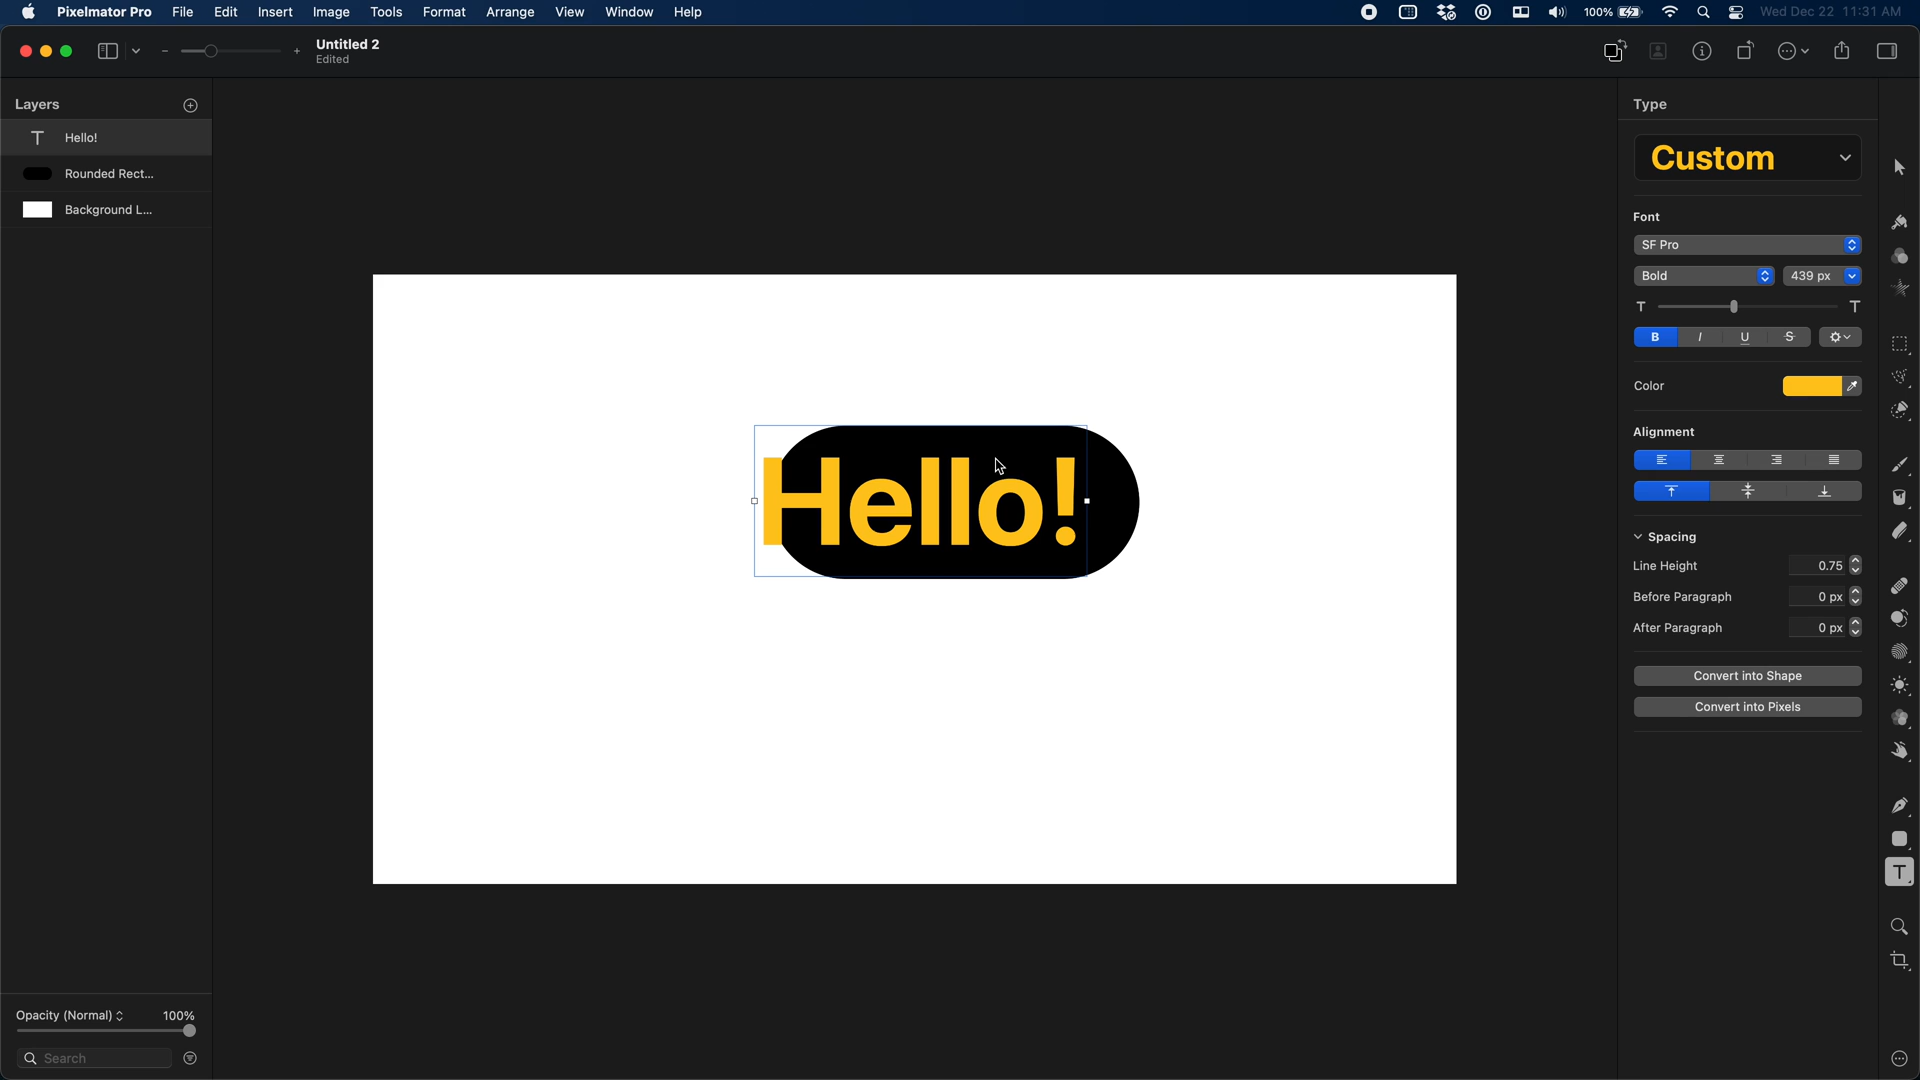 Pixelmator Pro File Edit Insert Image Tools Format Arrange View Window Help 100% Wed Dec 22 11:31 AM
Untitled 2
Edited
Layers
Hello!
Rounded Rect...
Background L...
Hello!
Type
Custom
Font
SF Pro
Bold 439 px
T T
B I U S
Color
Alignment
Spacing
Line Height 0.75
Before Paragraph 0 px
After Paragraph 0 px
Convert into Shape
Convert into Pixels
Opacity (Normal) 100%
Search